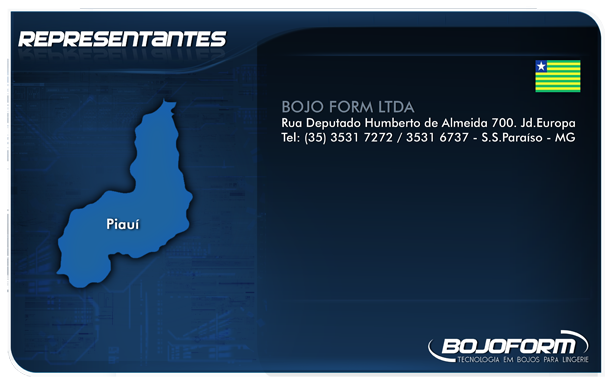 REPRESENTANTES
BOJO FORM LTDA
Rua Deputado Humberto de Almeida 700. Jd.Europa
Tel: (35) 3531 7272 / 3531 6737 - S.S.Paraíso - MG
Piauí
BOJOFORM
TECNOLOGIA EM BOJOS PARA LINGERIE